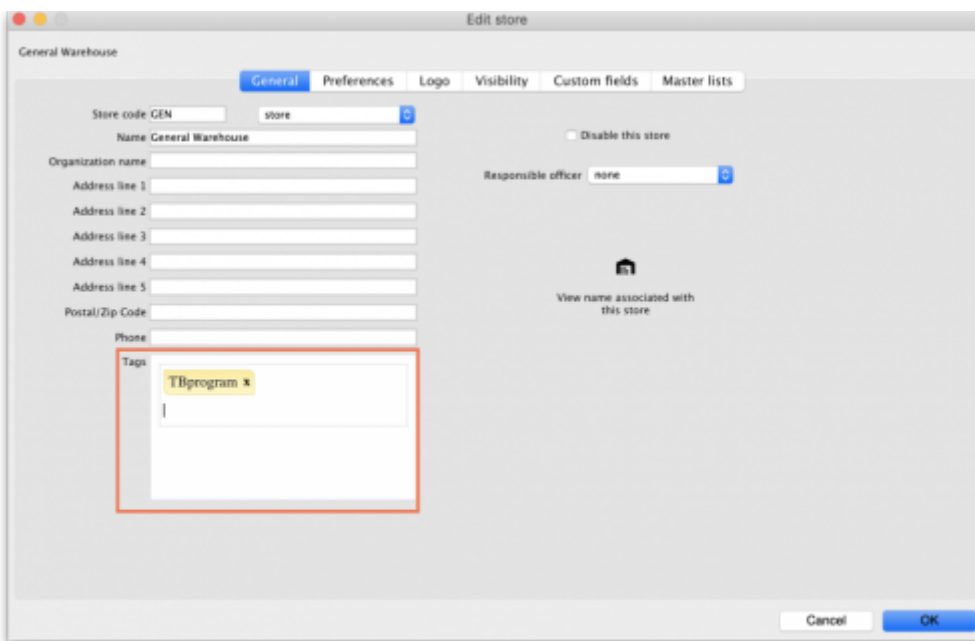 Edit store
General Warehouse
General Preferences Logo Visibility Custom fields Master lists
Store code GEN store
Disable this store
Name General Warehouse
Organization name
Responsible officer none
Address line 1
Address line 2
Address line 3
Address line 4
Address line 5
View name associated with
this store
Postal/Zip Code
Phone
Tags
TBprogram x
Cancel OK